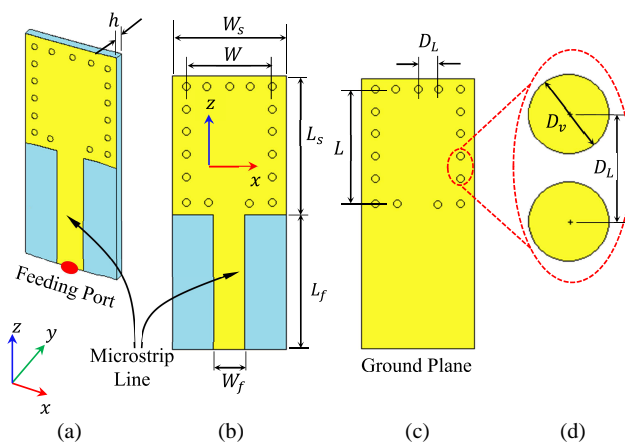 h
Feeding Port
z
y
x
(a)
Microstrip
Line
W_s
W
z
x
L_s
L_f
W_f
(b)
D_L
L
Ground Plane
(c)
D_v
D_L
(d)